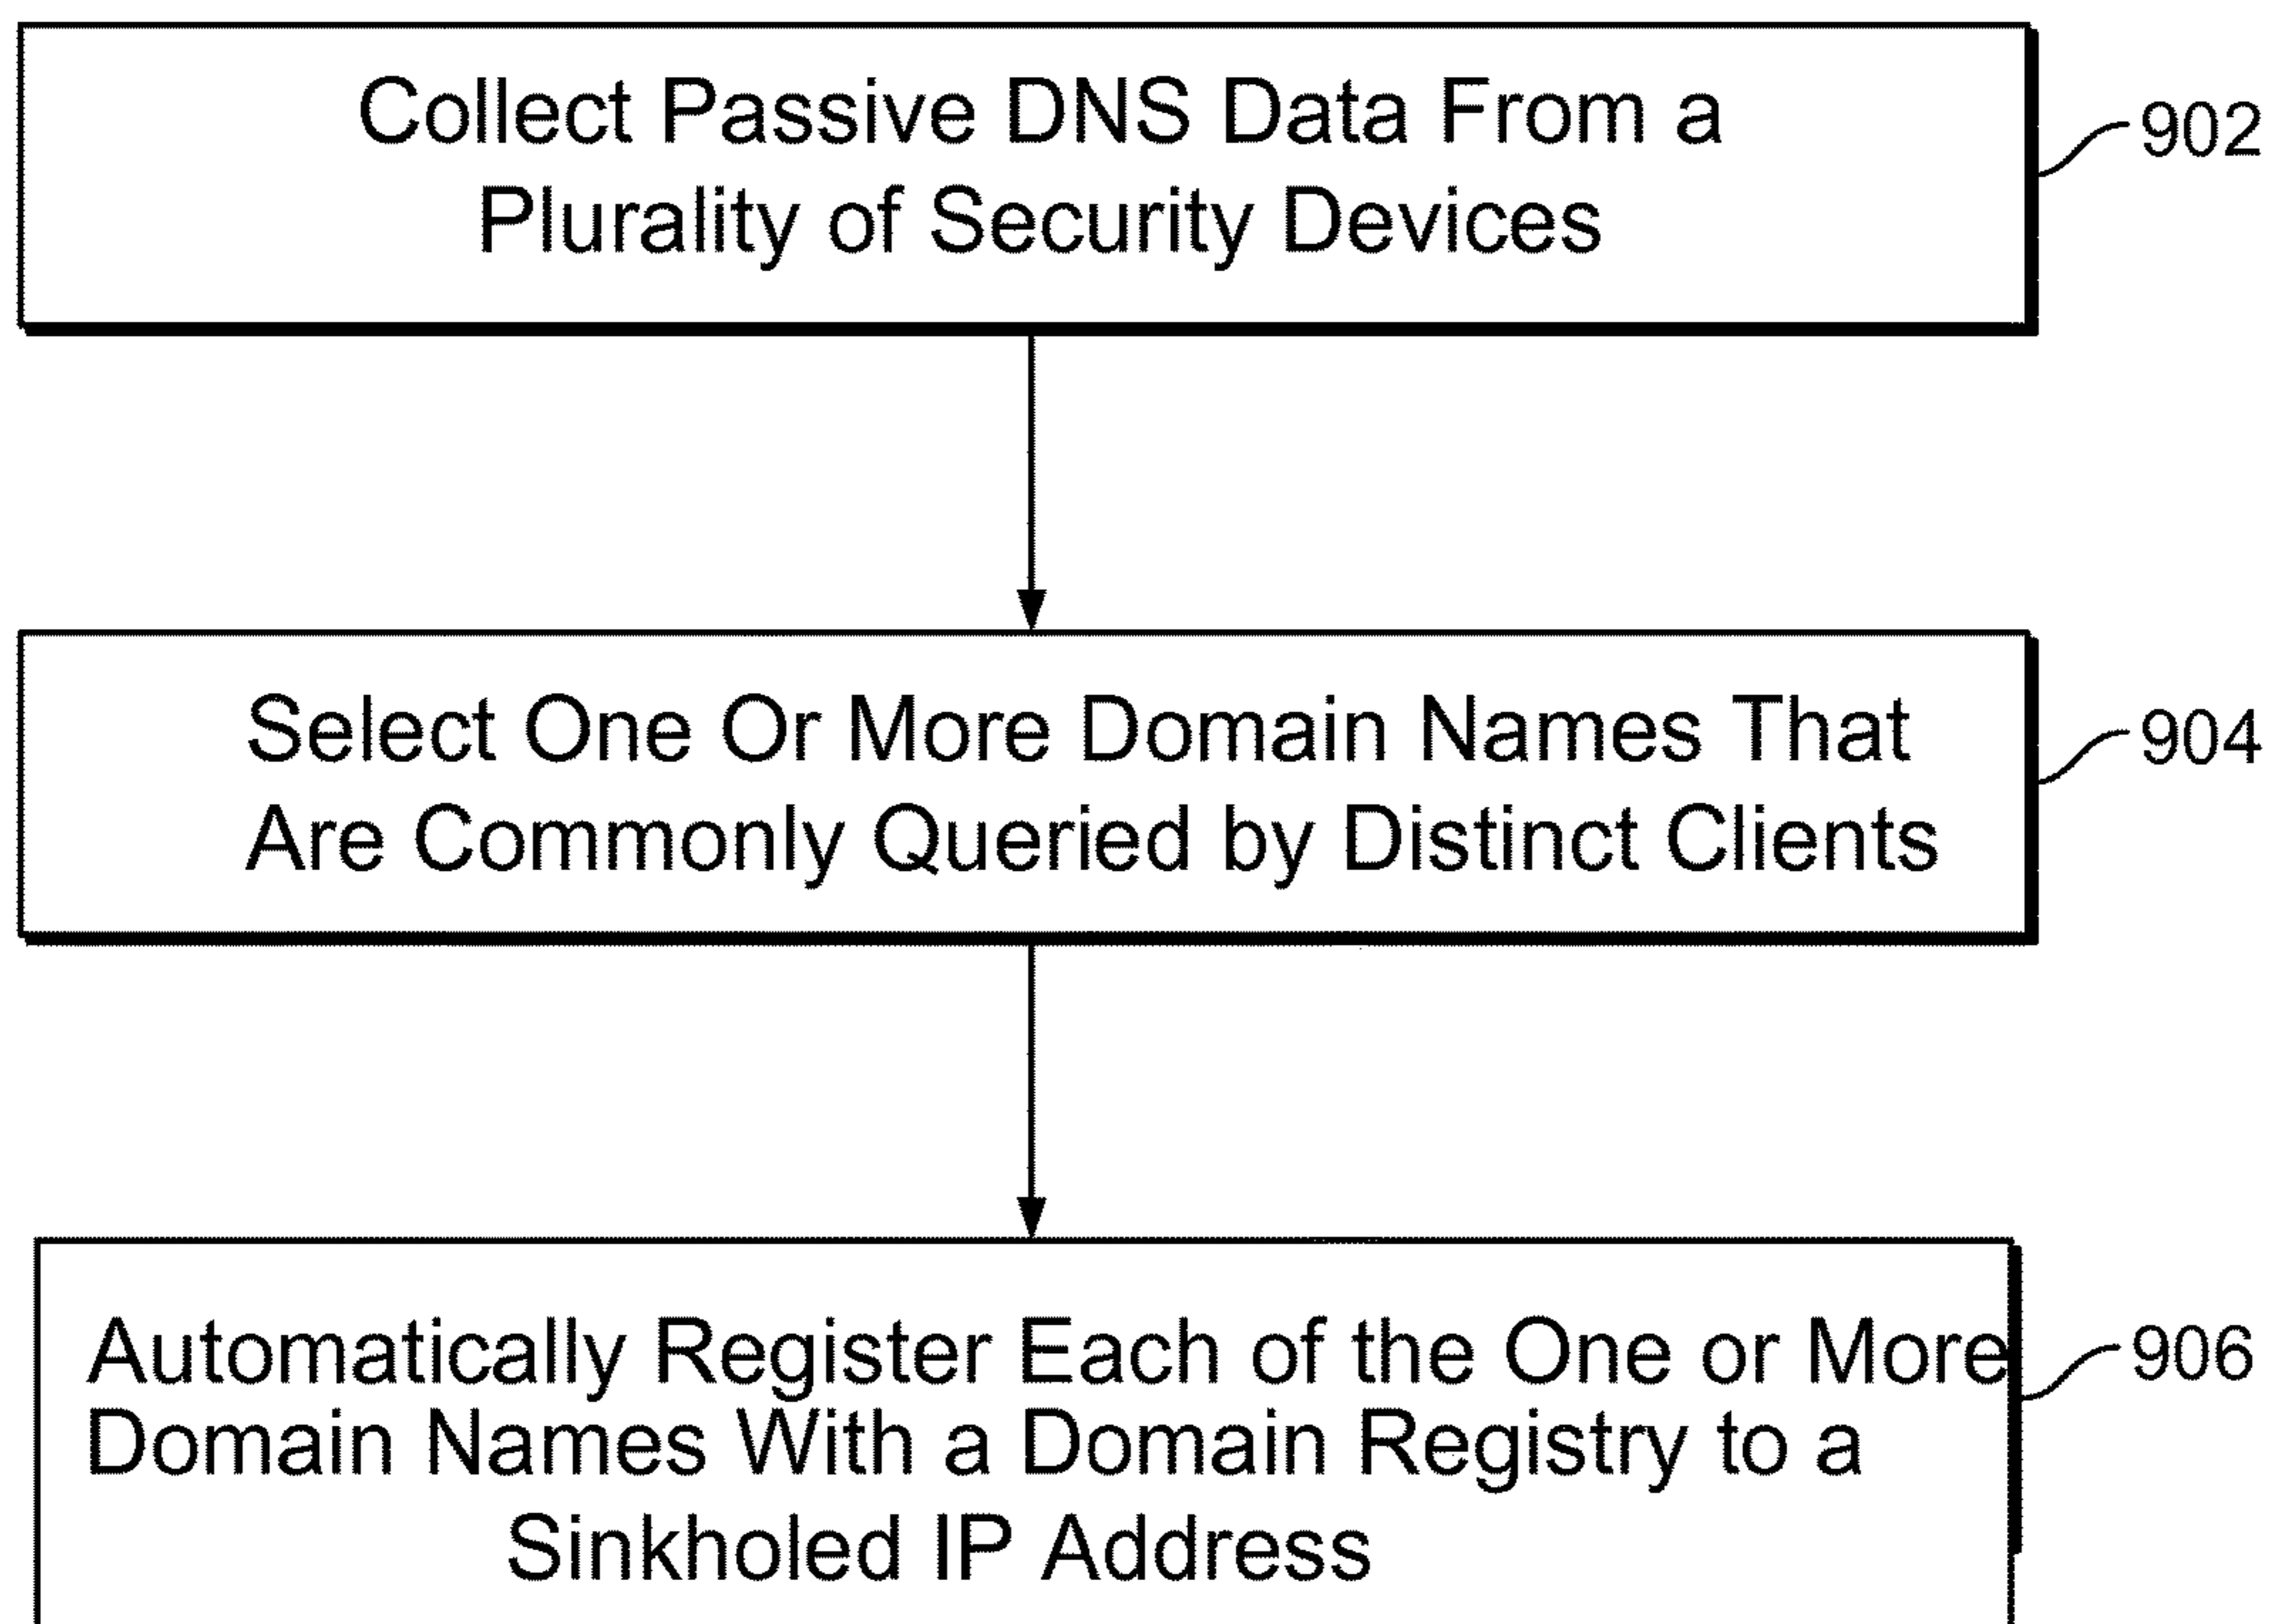 Collect Passive DNS Data From a
Plurality of Security Devices
902
Select One Or More Domain Names That
Are Commonly Queried by Distinct Clients
904
Automatically Register Each of the One or More
Domain Names With a Domain Registry to a
Sinkholed IP Address
906